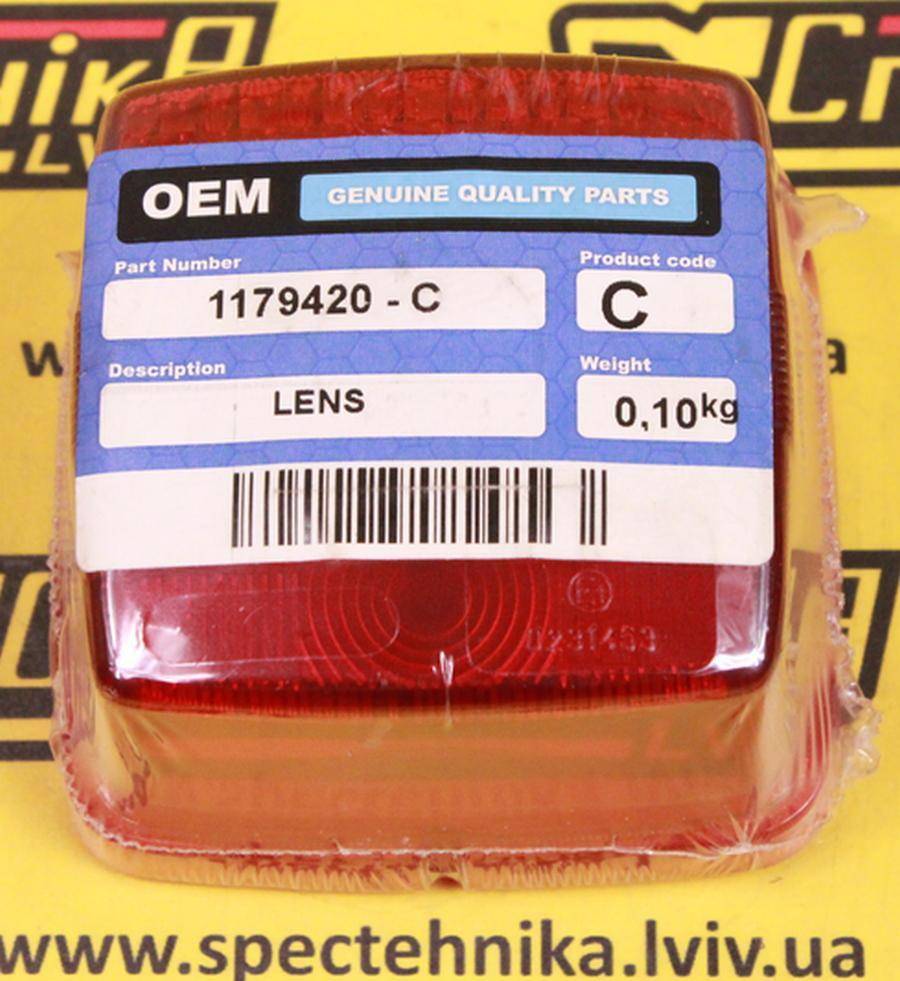 OEM GENUINE QUALITY PARTS
Part Number
Product code
1179420 - C
C
Description
Weight
LENS
0,10kg
www.spectehnika.lviv.ua